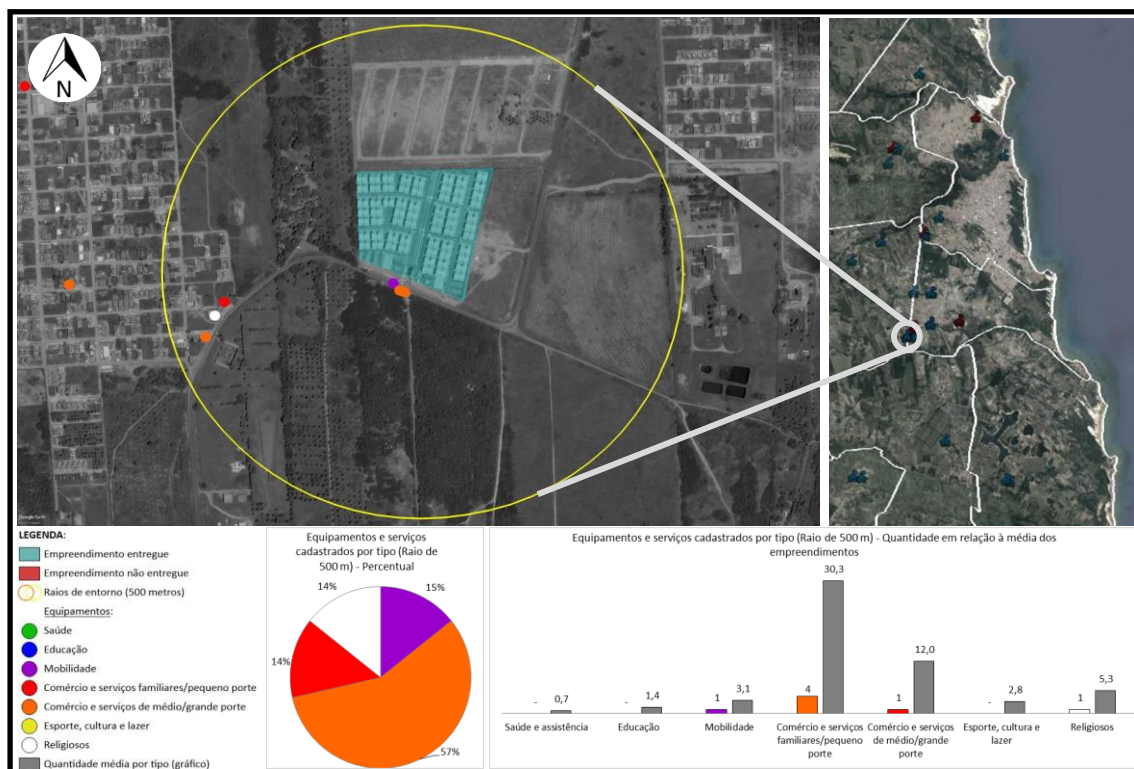 N
Google Earth
LEGENDA:
Empreendimento entregue
Empreendimento não entregue
Raios de entorno (500 metros)
Equipamentos:
Saúde
Educação
Mobilidade
Comércio e serviços familiares/pequeno porte
Comércio e serviços de médio/grande porte
Esporte, cultura e lazer
Religiosos
Quantidade média por tipo (gráfico)
Equipamentos e serviços
cadastrados por tipo (Raio de
500 m) - Percentual
14%
15%
14%
57%
Equipamentos e serviços cadastrados por tipo (Raio de 500 m) - Quantidade em relação à média dos
empreendimentos
30,3
12,0
- 0,7 - 1,4 1 3,1 4 1 - 2,8 1 5,3
Saúde e assistência Educação Mobilidade Comércio e serviços Comércio e serviços Esporte, cultura e Religiosos
familiares/pequeno de médio/grande lazer
porte porte